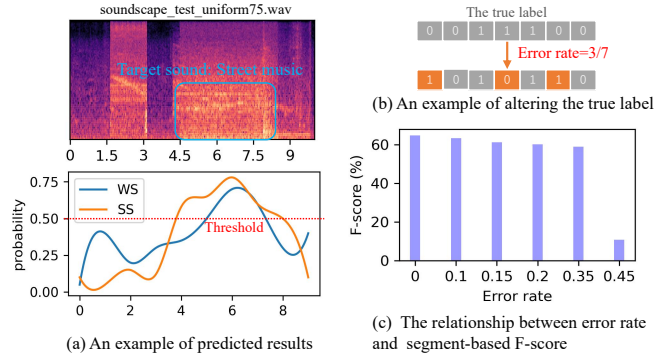 soundscape_test_uniform75.wav
Target sound: Street music
0 1.5 3 4.5 6 7.5 9
probability
0.75
0.50
0.25
0.00
WS
SS
Threshold
0 2 4 6 8
(a) An example of predicted results
The true label
0 0 1 1 1 0 0
Error rate=3/7
1 0 1 0 1 1 0
(b) An example of altering the true label
F-score (%)
60
40
20
0
0 0.1 0.15 0.2 0.35 0.45
Error rate
(c) The relationship between error rate
and segment-based F-score